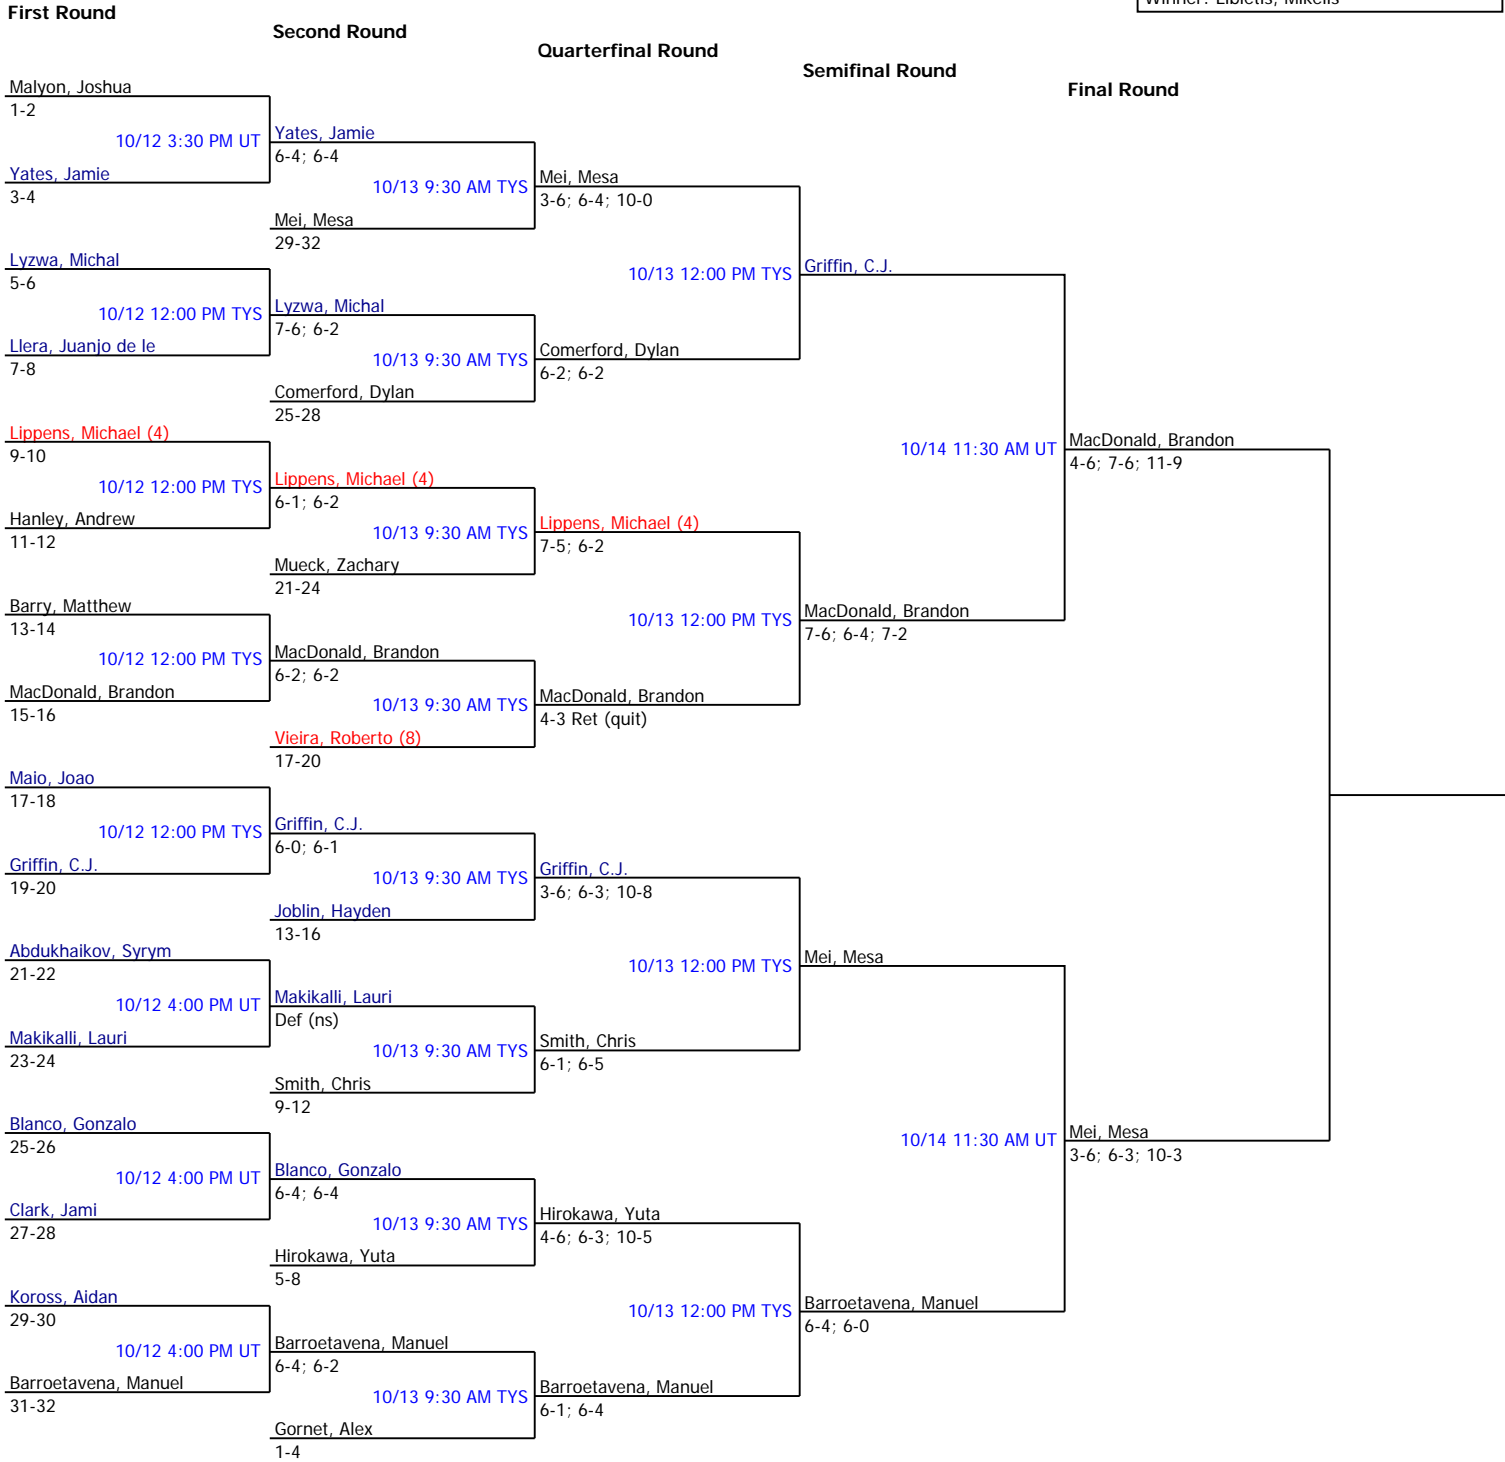 Winner: Libietis, Mikelis
First Round
Second Round
Quarterfinal Round
Semifinal Round
Final Round
Malyon, Joshua
1-2
10/12 3:30 PM UT
Yates, Jamie
3-4
Lyzwa, Michal
5-6
10/12 12:00 PM TYS
Llera, Juanjo de le
7-8
Lippens, Michael (4)
9-10
10/12 12:00 PM TYS
Hanley, Andrew
11-12
Barry, Matthew
13-14
10/12 12:00 PM TYS
MacDonald, Brandon
15-16
Maio, Joao
17-18
10/12 12:00 PM TYS
Griffin, C.J.
19-20
Abdukhaikov, Syrym
21-22
10/12 4:00 PM UT
Makikalli, Lauri
23-24
Blanco, Gonzalo
25-26
10/12 4:00 PM UT
Clark, Jami
27-28
Koross, Aidan
29-30
10/12 4:00 PM UT
Barroetavena, Manuel
31-32
Yates, Jamie
6-4; 6-4
10/13 9:30 AM TYS
Mei, Mesa
29-32
Lyzwa, Michal
7-6; 6-2
10/13 9:30 AM TYS
Comerford, Dylan
25-28
Lippens, Michael (4)
6-1; 6-2
10/13 9:30 AM TYS
Mueck, Zachary
21-24
MacDonald, Brandon
6-2; 6-2
10/13 9:30 AM TYS
Vieira, Roberto (8)
17-20
Griffin, C.J.
6-0; 6-1
10/13 9:30 AM TYS
Joblin, Hayden
13-16
Makikalli, Lauri
Def (ns)
10/13 9:30 AM TYS
Smith, Chris
9-12
Blanco, Gonzalo
6-4; 6-4
10/13 9:30 AM TYS
Hirokawa, Yuta
5-8
Barroetavena, Manuel
6-4; 6-2
10/13 9:30 AM TYS
Gornet, Alex
1-4
Mei, Mesa
3-6; 6-4; 10-0
10/13 12:00 PM TYS
Comerford, Dylan
6-2; 6-2
Lippens, Michael (4)
7-5; 6-2
10/13 12:00 PM TYS
MacDonald, Brandon
4-3 Ret (quit)
Griffin, C.J.
3-6; 6-3; 10-8
10/13 12:00 PM TYS
Smith, Chris
6-1; 6-5
Hirokawa, Yuta
4-6; 6-3; 10-5
10/13 12:00 PM TYS
Barroetavena, Manuel
6-1; 6-4
Griffin, C.J.
10/14 11:30 AM UT
MacDonald, Brandon
7-6; 6-4; 7-2
Mei, Mesa
10/14 11:30 AM UT
Barroetavena, Manuel
6-4; 6-0
MacDonald, Brandon
4-6; 7-6; 11-9
Mei, Mesa
3-6; 6-3; 10-3